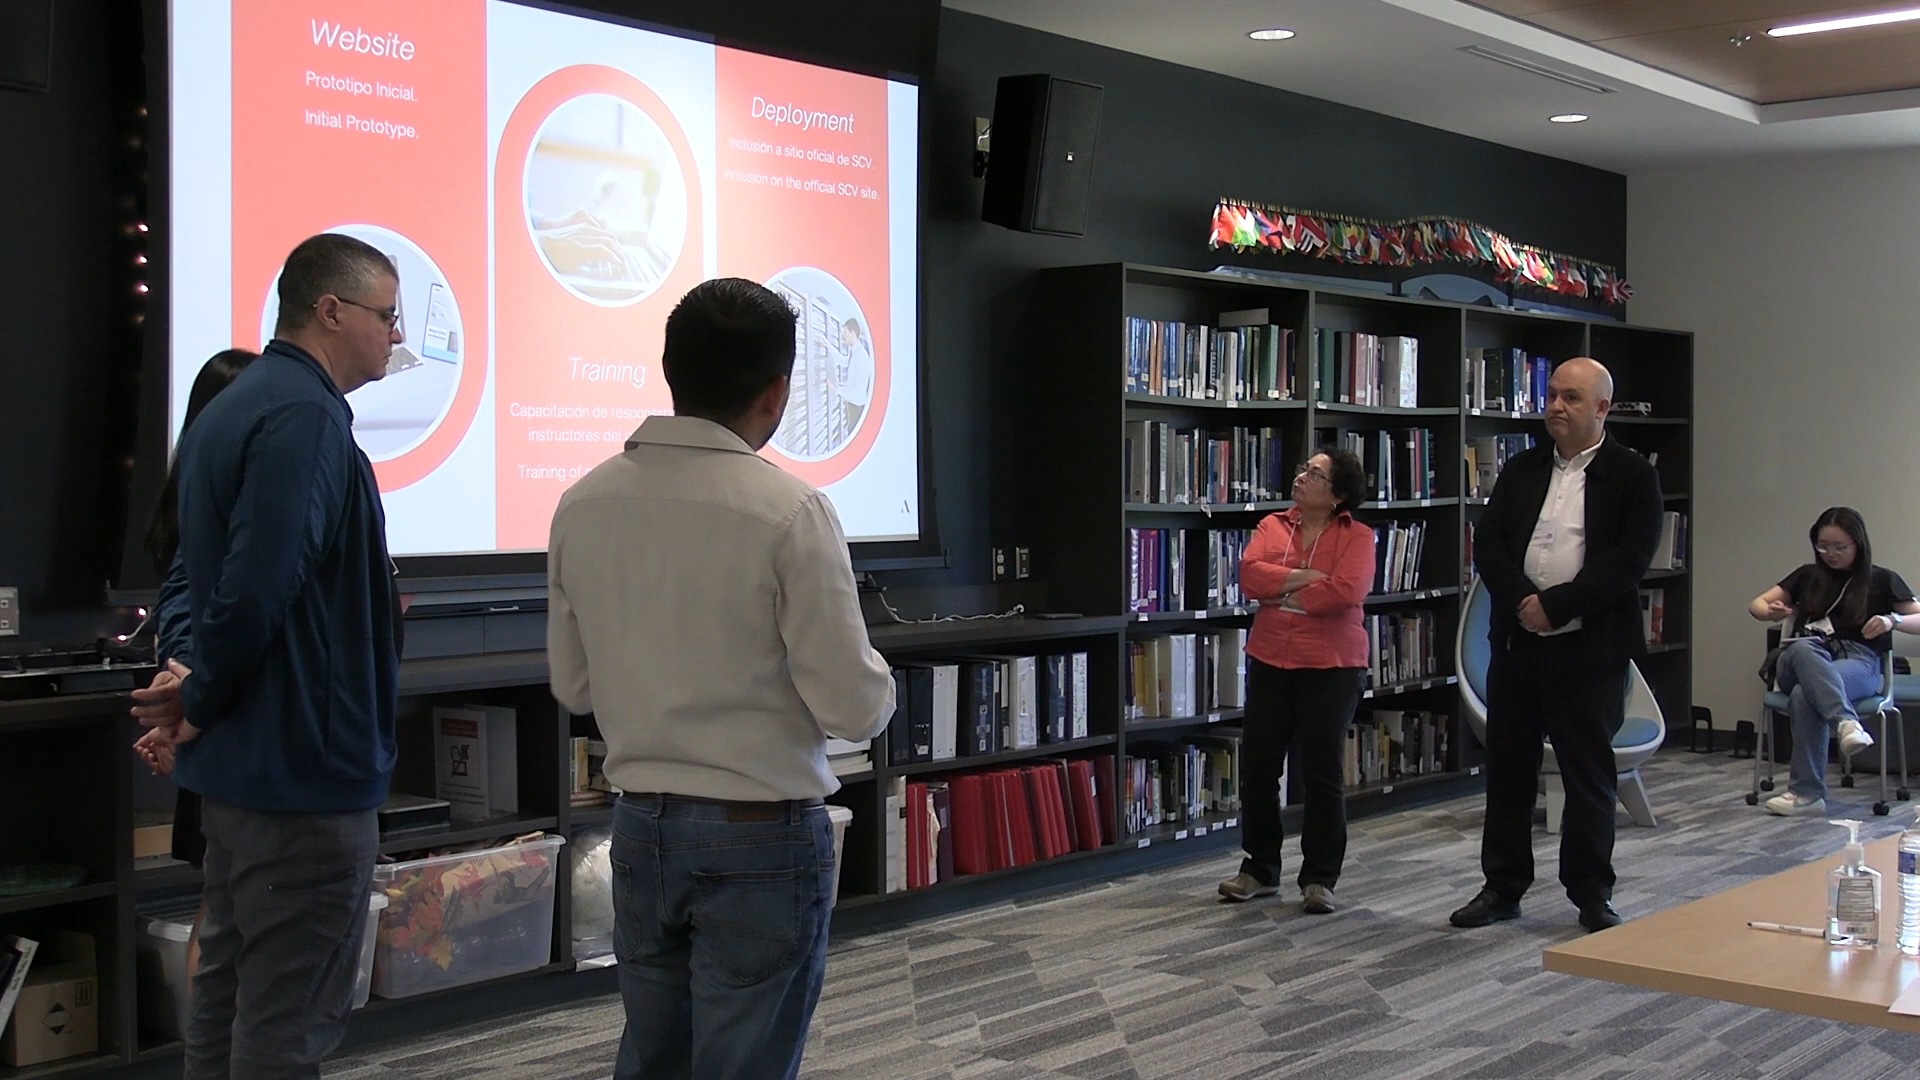 Website
Prototipo Inicial.
Initial Prototype.
Training
Capacitación de
instructores del
Training of
Deployment
Inclusión a sitio oficial de SCV.
Inclusion on the official SCV site.